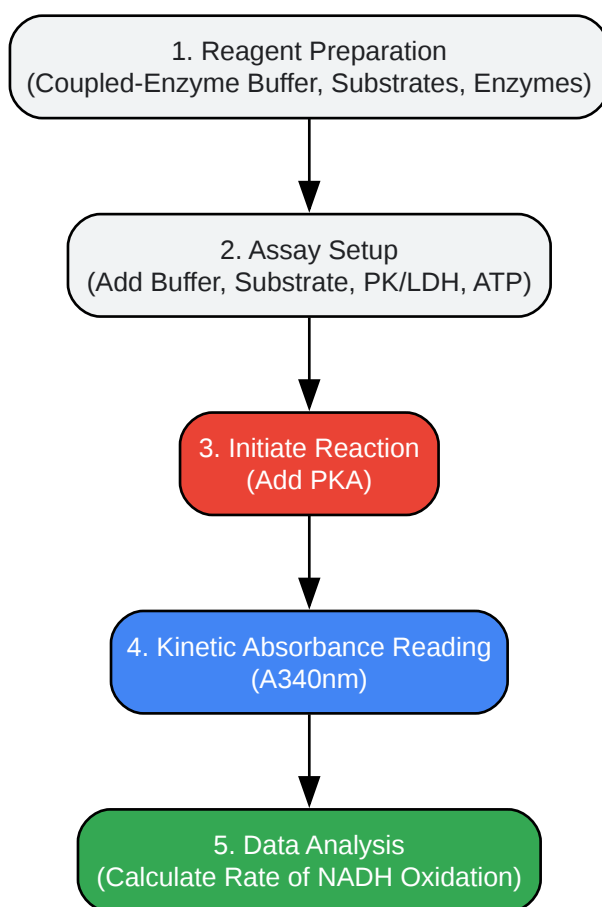 1. Reagent Preparation
(Coupled-Enzyme Buffer, Substrates, Enzymes)
2. Assay Setup
(Add Buffer, Substrate, PK/LDH, ATP)
3. Initiate Reaction
(Add PKA)
4. Kinetic Absorbance Reading
(A340nm)
5. Data Analysis
(Calculate Rate of NADH Oxidation)